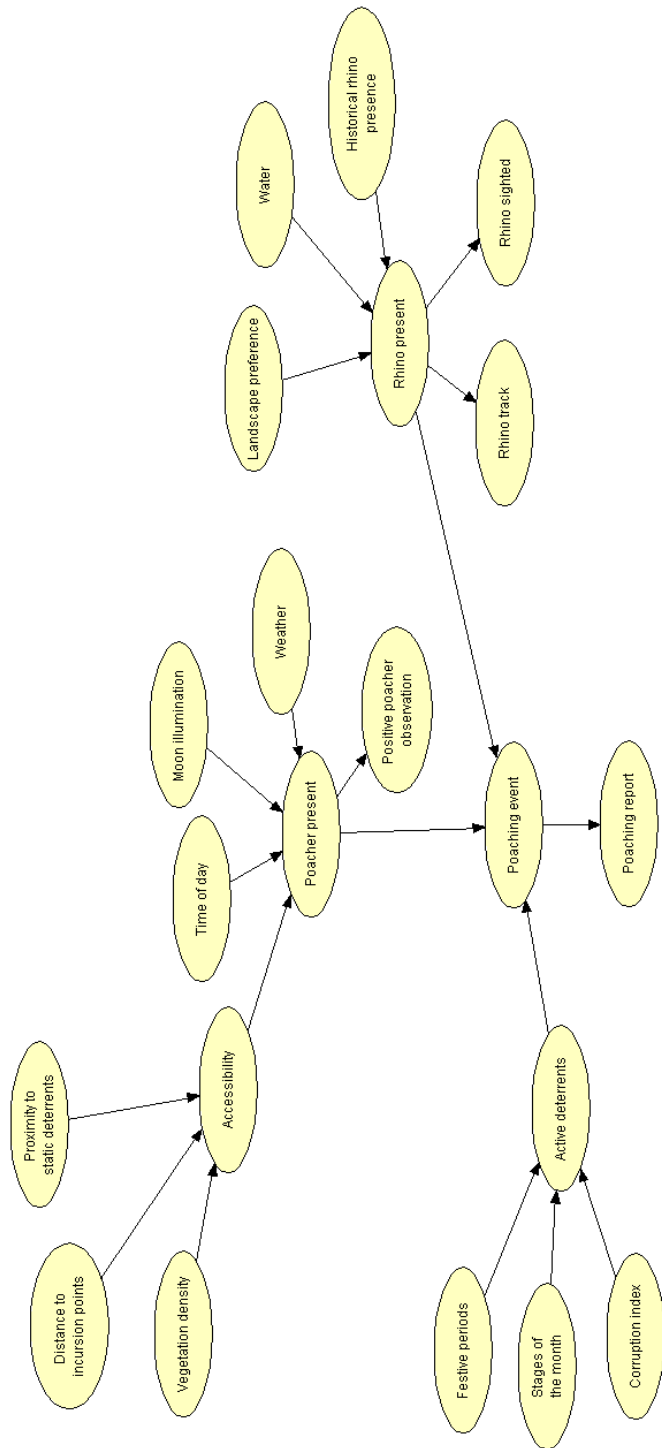 Proximity to
static deterrents
Distance to
incursion points
Vegetation density
Accessibility
Time of day
Moon illumination
Weather
Poacher present
Positive poacher
observation
Landscape preference
Water
Historical rhino
presence
Rhino present
Rhino track
Rhino sighted
Festive periods
Stages of
the month
Corruption index
Active deterrents
Poaching event
Poaching report